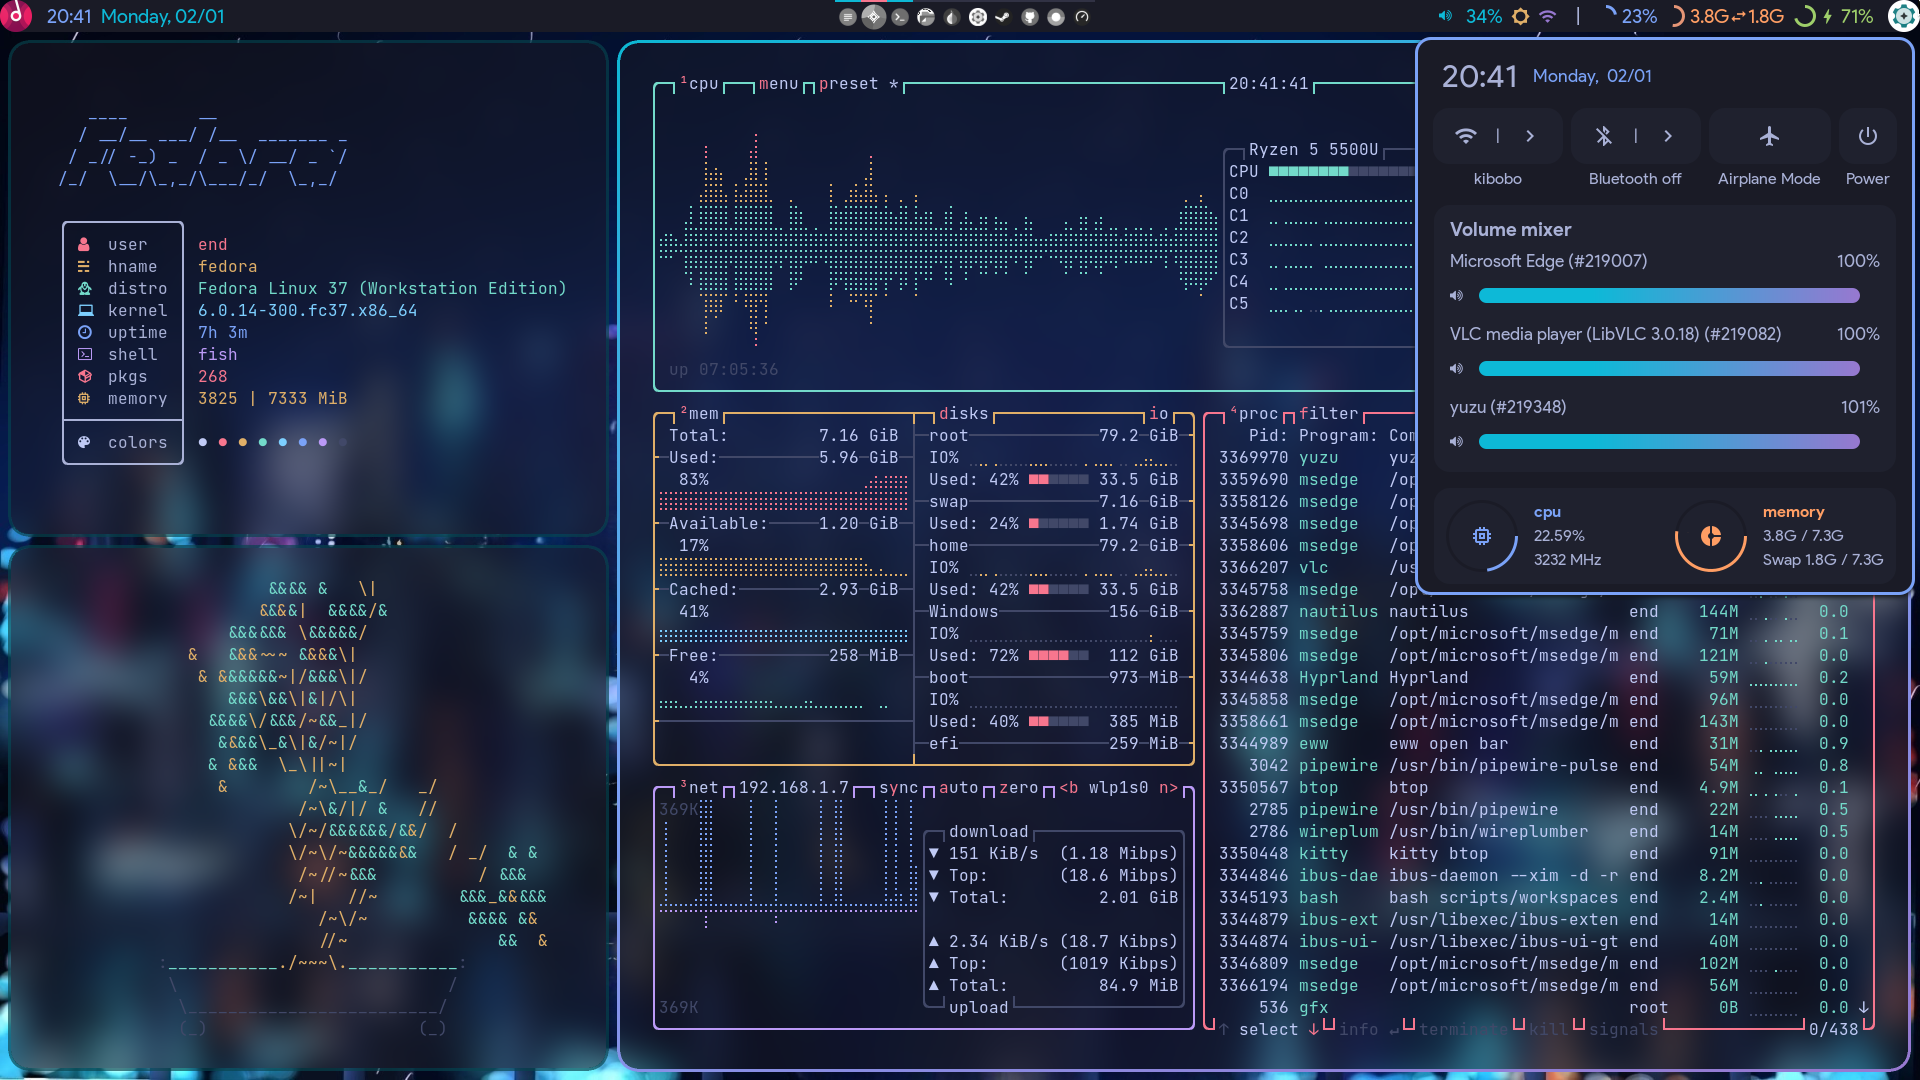 20:41 Monday, 02/01
34% 23% 3.8G⇄1.8G 71%
user end
hname fedora
distro Fedora Linux 37 (Workstation Edition)
kernel 6.0.14-300.fc37.x86_64
uptime 7h 3m
shell fish
pkgs 268
memory 3825 | 7333 MiB
colors
¹cpu menu preset * 20:41:41
Ryzen 5 5500U
CPU
C0
C1
C2
C3
C4
C5
up 07:05:36
20:41 Monday, 02/01
kibobo Bluetooth off Airplane Mode Power
Volume mixer
Microsoft Edge (#219007) 100%
VLC media player (LibVLC 3.0.18) (#219082) 100%
yuzu (#219348) 101%
cpu
22.59%
3232 MHz
memory
3.8G / 7.3G
Swap 1.8G / 7.3G
²mem
Total: 7.16 GiB
Used: 5.96 GiB
83%
Available: 1.20 GiB
17%
Cached: 2.93 GiB
41%
Free: 258 MiB
4%
disks io
root 79.2 GiB
IO%
Used: 42% 33.5 GiB
swap 7.16 GiB
Used: 24% 1.74 GiB
home 79.2 GiB
IO%
Used: 42% 33.5 GiB
Windows 156 GiB
IO%
Used: 72% 112 GiB
boot 973 MiB
IO%
Used: 40% 385 MiB
efi 259 MiB
³net 192.168.1.7 sync auto zero <b wlp1s0 n>
369K
download
▼ 151 KiB/s (1.18 Mibps)
▼ Top: (18.6 Mibps)
▼ Total: 2.01 GiB
▲ 2.34 KiB/s (18.7 Kibps)
▲ Top: (1019 Kibps)
▲ Total: 84.9 MiB
upload
369K
⁴proc filter
Pid: Program: Com
3369970 yuzu yuz
3359690 msedge /op
3358126 msedge /op
3345698 msedge /op
3358606 msedge /op
3366207 vlc /us
3345758 msedge /op
3362887 nautilus nautilus end 144M 0.0
3345759 msedge /opt/microsoft/msedge/m end 71M 0.1
3345806 msedge /opt/microsoft/msedge/m end 121M 0.0
3344638 Hyprland Hyprland end 59M 0.2
3345858 msedge /opt/microsoft/msedge/m end 96M 0.0
3358661 msedge /opt/microsoft/msedge/m end 143M 0.0
3344989 eww eww open bar end 31M 0.9
3042 pipewire /usr/bin/pipewire-pulse end 54M 0.8
3350567 btop btop end 4.9M 0.1
2785 pipewire /usr/bin/pipewire end 22M 0.5
2786 wireplum /usr/bin/wireplumber end 14M 0.5
3350448 kitty kitty btop end 91M 0.0
3344846 ibus-dae ibus-daemon --xim -d -r end 8.2M 0.0
3345193 bash bash scripts/workspaces end 2.4M 0.0
3344879 ibus-ext /usr/libexec/ibus-exten end 14M 0.0
3344874 ibus-ui- /usr/libexec/ibus-ui-gt end 40M 0.0
3346809 msedge /opt/microsoft/msedge/m end 102M 0.0
3366194 msedge /opt/microsoft/msedge/m end 56M 0.0
536 gfx root 0B 0.0 ↓
↑ select ↓ info ↵ terminate kill signals 0/438